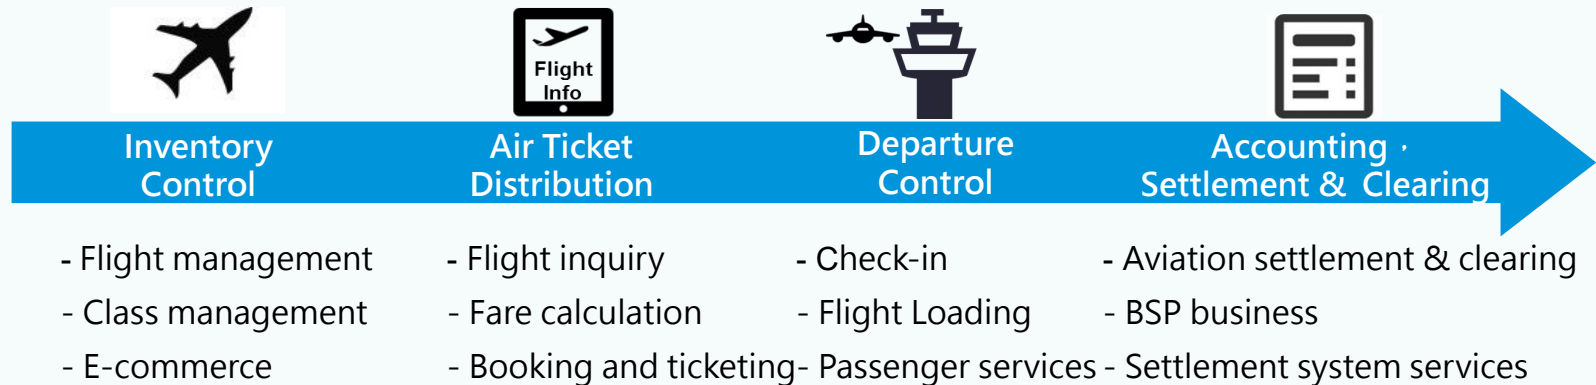 Flight
Info
Inventory
Control
Air Ticket
Distribution
Departure
Control
Accounting,
Settlement & Clearing
- Flight management
- Class management
- E-commerce
- Flight inquiry
- Fare calculation
- Booking and ticketing
- Check-in
- Flight Loading
- Passenger services
- Aviation settlement & clearing
- BSP business
- Settlement system services